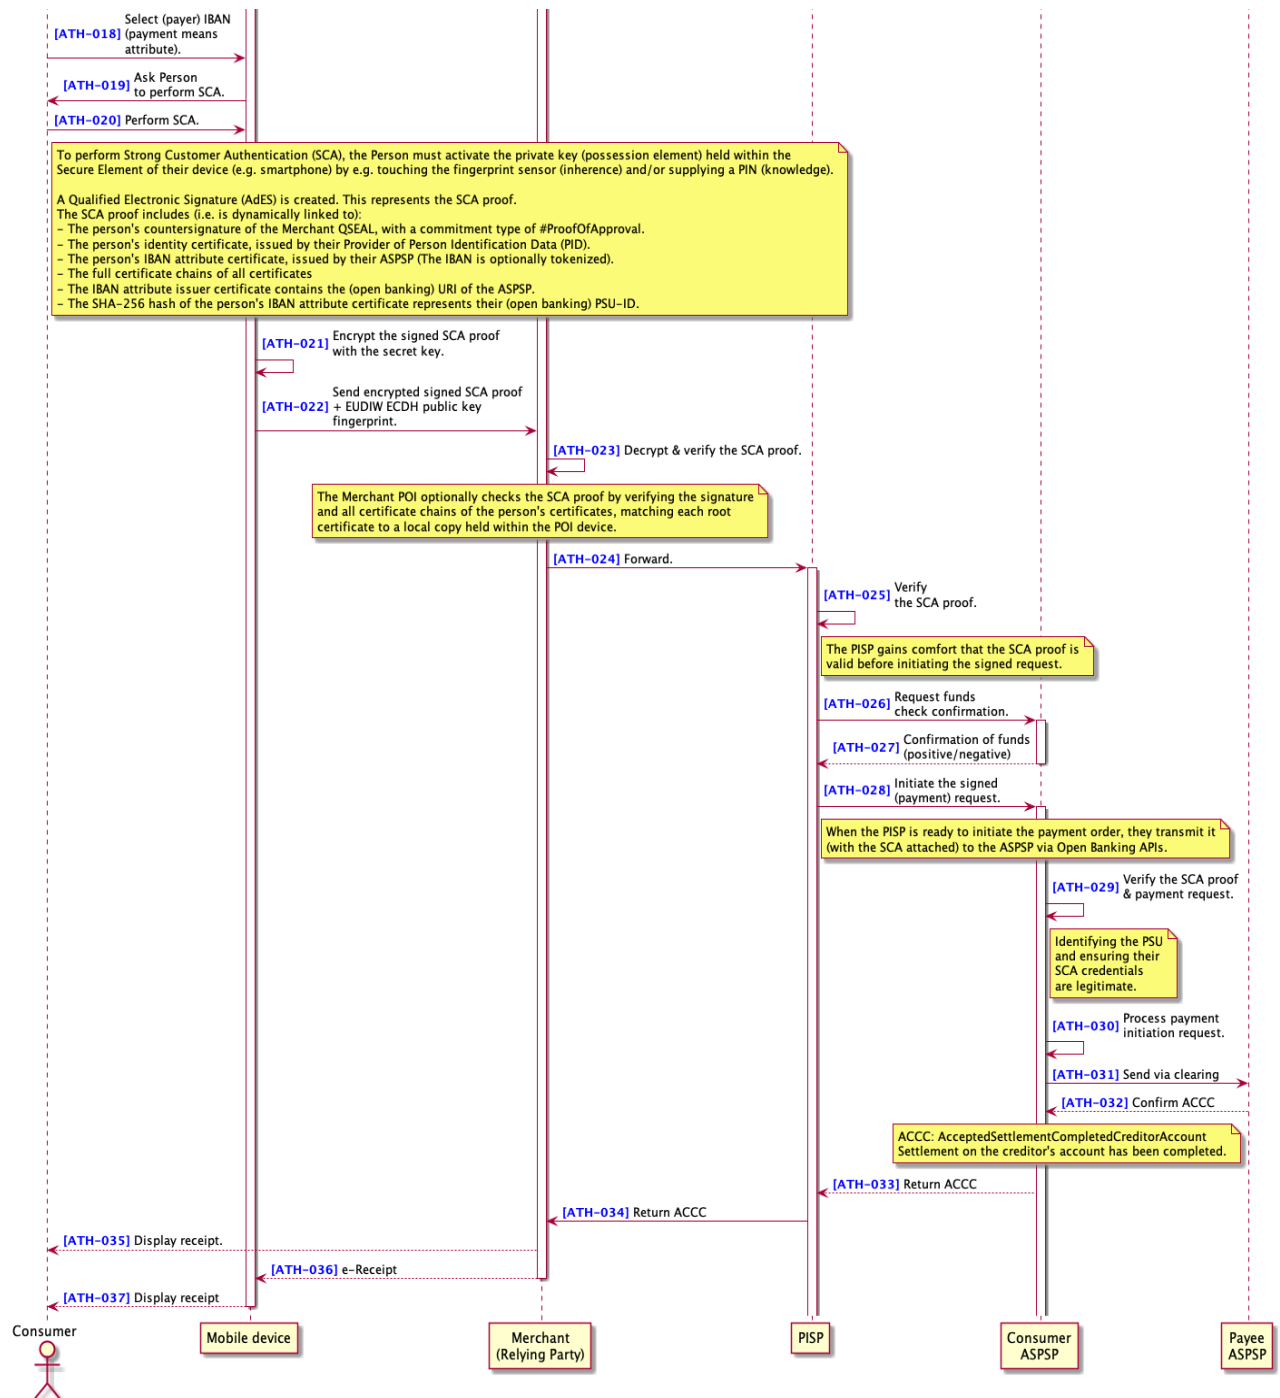 Select (payer) IBAN
[ATH-018] (payment means
attribute).
[ATH-019] Ask Person
to perform SCA.
[ATH-020] Perform SCA.
To perform Strong Customer Authentication (SCA), the Person must activate the private key (possession element) held within the
Secure Element of their device (e.g. smartphone) by e.g. touching the fingerprint sensor (inherence) and/or supplying a PIN (knowledge).
A Qualified Electronic Signature (AdES) is created. This represents the SCA proof.
The SCA proof includes (i.e. is dynamically linked to):
- The person's countersignature of the Merchant QSEAL, with a commitment type of #ProofOfApproval.
- The person's identity certificate, issued by their Provider of Person Identification Data (PID).
- The person's IBAN attribute certificate, issued by their ASPSP (The IBAN is optionally tokenized).
- The full certificate chains of all certificates
- The IBAN attribute issuer certificate contains the (open banking) URI of the ASPSP.
- The SHA-256 hash of the person's IBAN attribute certificate represents their (open banking) PSU-ID.
[ATH-021] Encrypt the signed SCA proof
with the secret key.
Send encrypted signed SCA proof
[ATH-022] + EUDIW ECDH public key
fingerprint.
[ATH-023] Decrypt & verify the SCA proof.
The Merchant POI optionally checks the SCA proof by verifying the signature
and all certificate chains of the person's certificates, matching each root
certificate to a local copy held within the POI device.
[ATH-024] Forward.
[ATH-025] Verify
the SCA proof.
The PISP gains comfort that the SCA proof is
valid before initiating the signed request.
[ATH-026] Request funds
check confirmation.
[ATH-027] Confirmation of funds
(positive/negative)
[ATH-028] Initiate the signed
(payment) request.
When the PISP is ready to initiate the payment order, they transmit it
(with the SCA attached) to the ASPSP via Open Banking APIs.
[ATH-029] Verify the SCA proof
& payment request.
Identifying the PSU
and ensuring their
SCA credentials
are legitimate.
[ATH-030] Process payment
initiation request.
[ATH-031] Send via clearing
[ATH-032] Confirm ACCC
ACCC: AcceptedSettlementCompletedCreditorAccount
Settlement on the creditor's account has been completed.
[ATH-033] Return ACCC
[ATH-034] Return ACCC
[ATH-035] Display receipt.
[ATH-036] e-Receipt
[ATH-037] Display receipt
Consumer
Mobile device
Merchant
(Relying Party)
PISP
Consumer
ASPSP
Payee
ASPSP